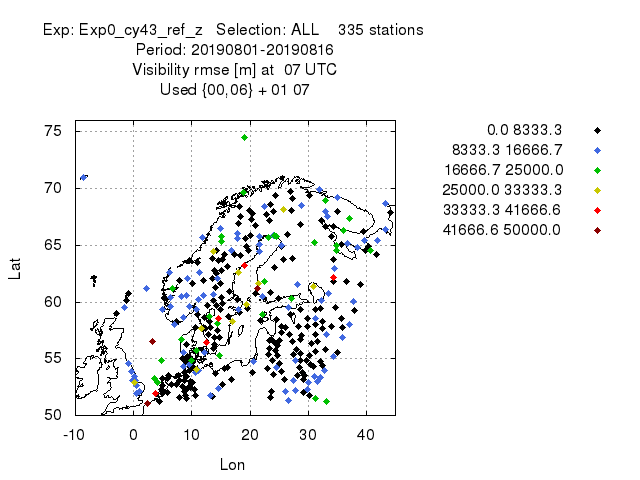 Exp: Exp0_cy43_ref_z   Selection: ALL    335 stations
Period: 20190801-20190816
Visibility rmse [m] at  07 UTC
Used {00,06} + 01 07
0.0 8333.3
8333.3 16666.7
16666.7 25000.0
25000.0 33333.3
33333.3 41666.6
41666.6 50000.0
75
70
65
60
55
50
Lat
-10 0 10 20 30 40
Lon